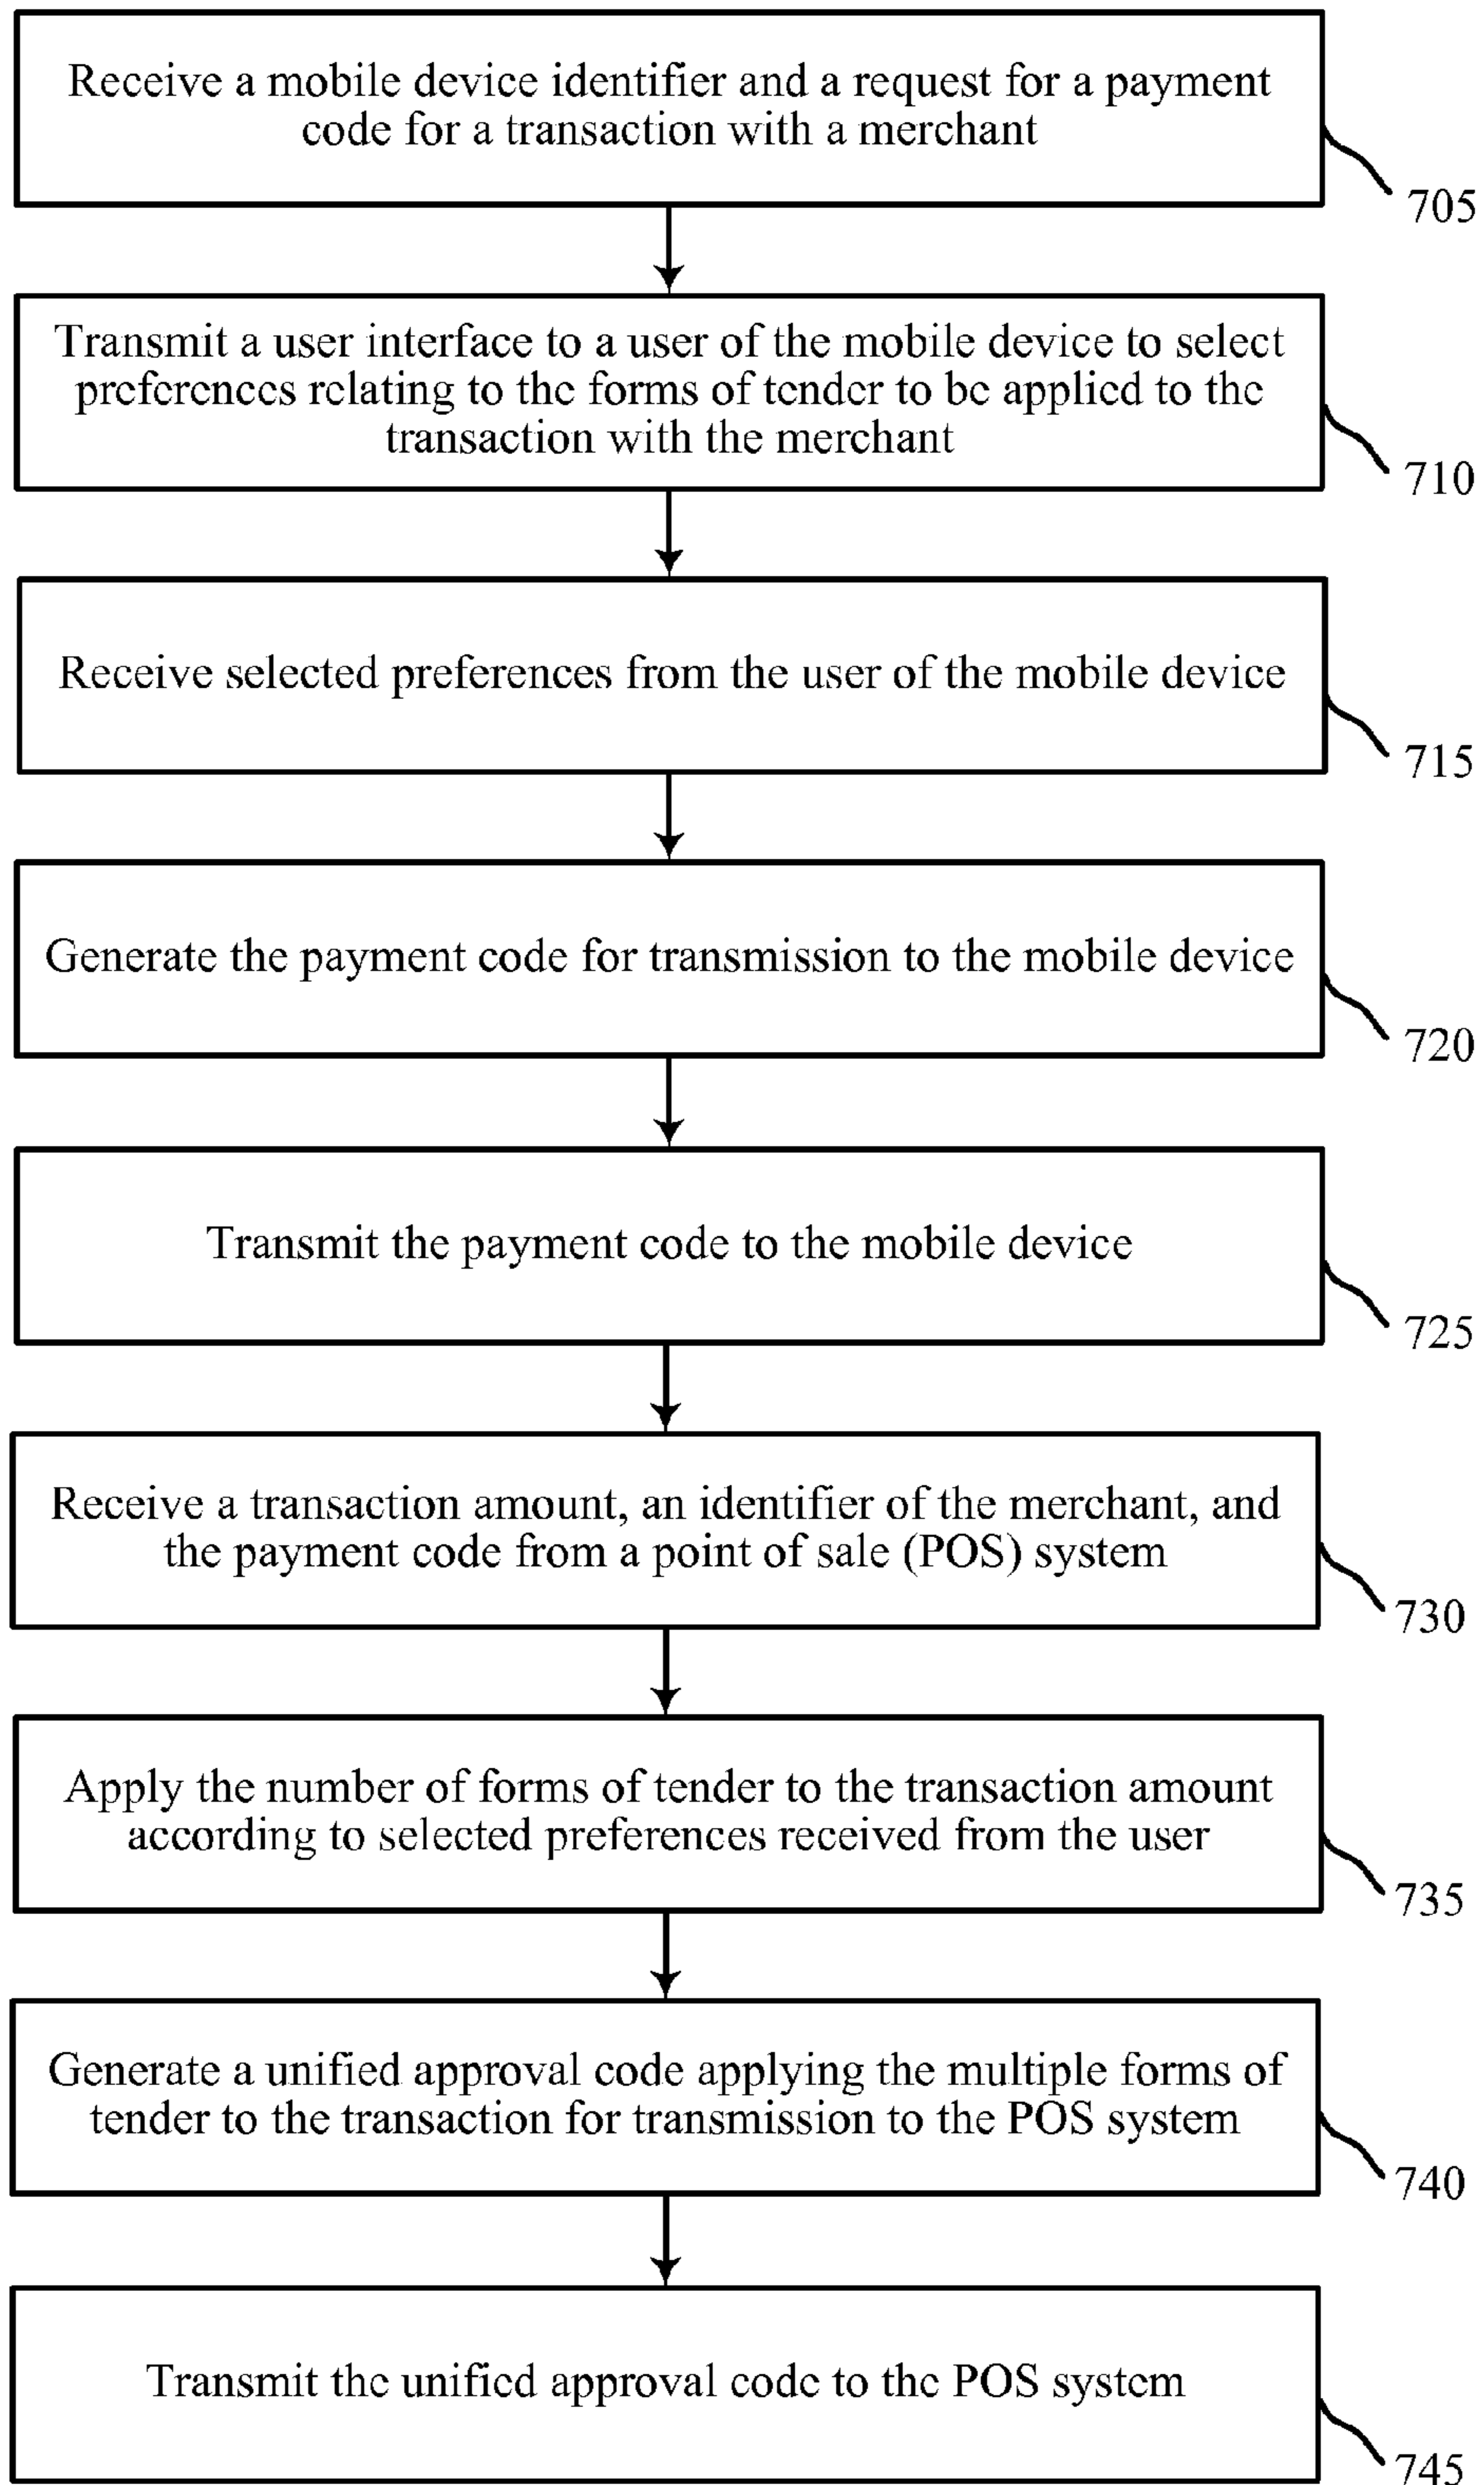 Receive a mobile device identifier and a request for a payment
code for a transaction with a merchant
705
Transmit a user interface to a user of the mobile device to select
preferences relating to the forms of tender to be applied to the
transaction with the merchant
710
Receive selected preferences from the user of the mobile device
715
Generate the payment code for transmission to the mobile device
720
Transmit the payment code to the mobile device
725
Receive a transaction amount, an identifier of the merchant, and
the payment code from a point of sale (POS) system
730
Apply the number of forms of tender to the transaction amount
according to selected preferences received from the user
735
Generate a unified approval code applying the multiple forms of
tender to the transaction for transmission to the POS system
740
Transmit the unified approval code to the POS system
745